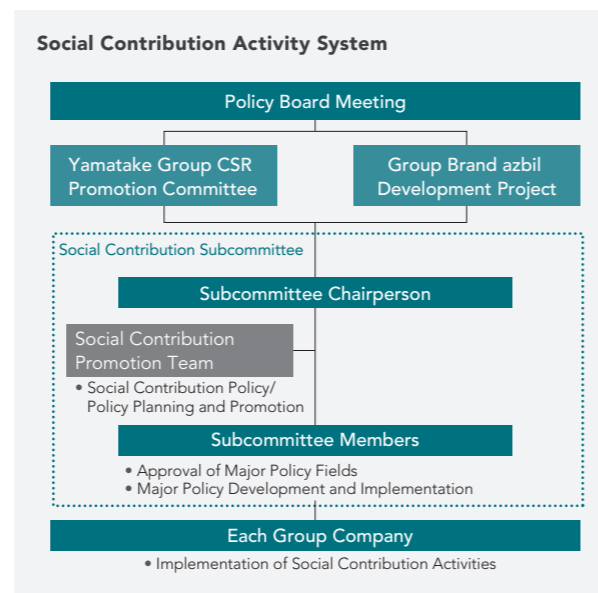 Social Contribution Activity System
Policy Board Meeting
Yamatake Group CSR
Promotion Committee
Group Brand azbil
Development Project
Social Contribution Subcommittee
Subcommittee Chairperson
Social Contribution
Promotion Team
• Social Contribution Policy/
Policy Planning and Promotion
Subcommittee Members
• Approval of Major Policy Fields
• Major Policy Development and Implementation
Each Group Company
• Implementation of Social Contribution Activities